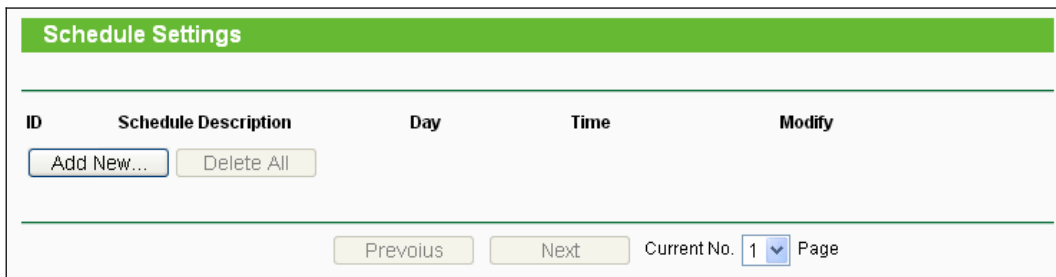 Schedule Settings
ID Schedule Description Day Time Modify
Add New... Delete All
Prevoius Next Current No. 1 Page